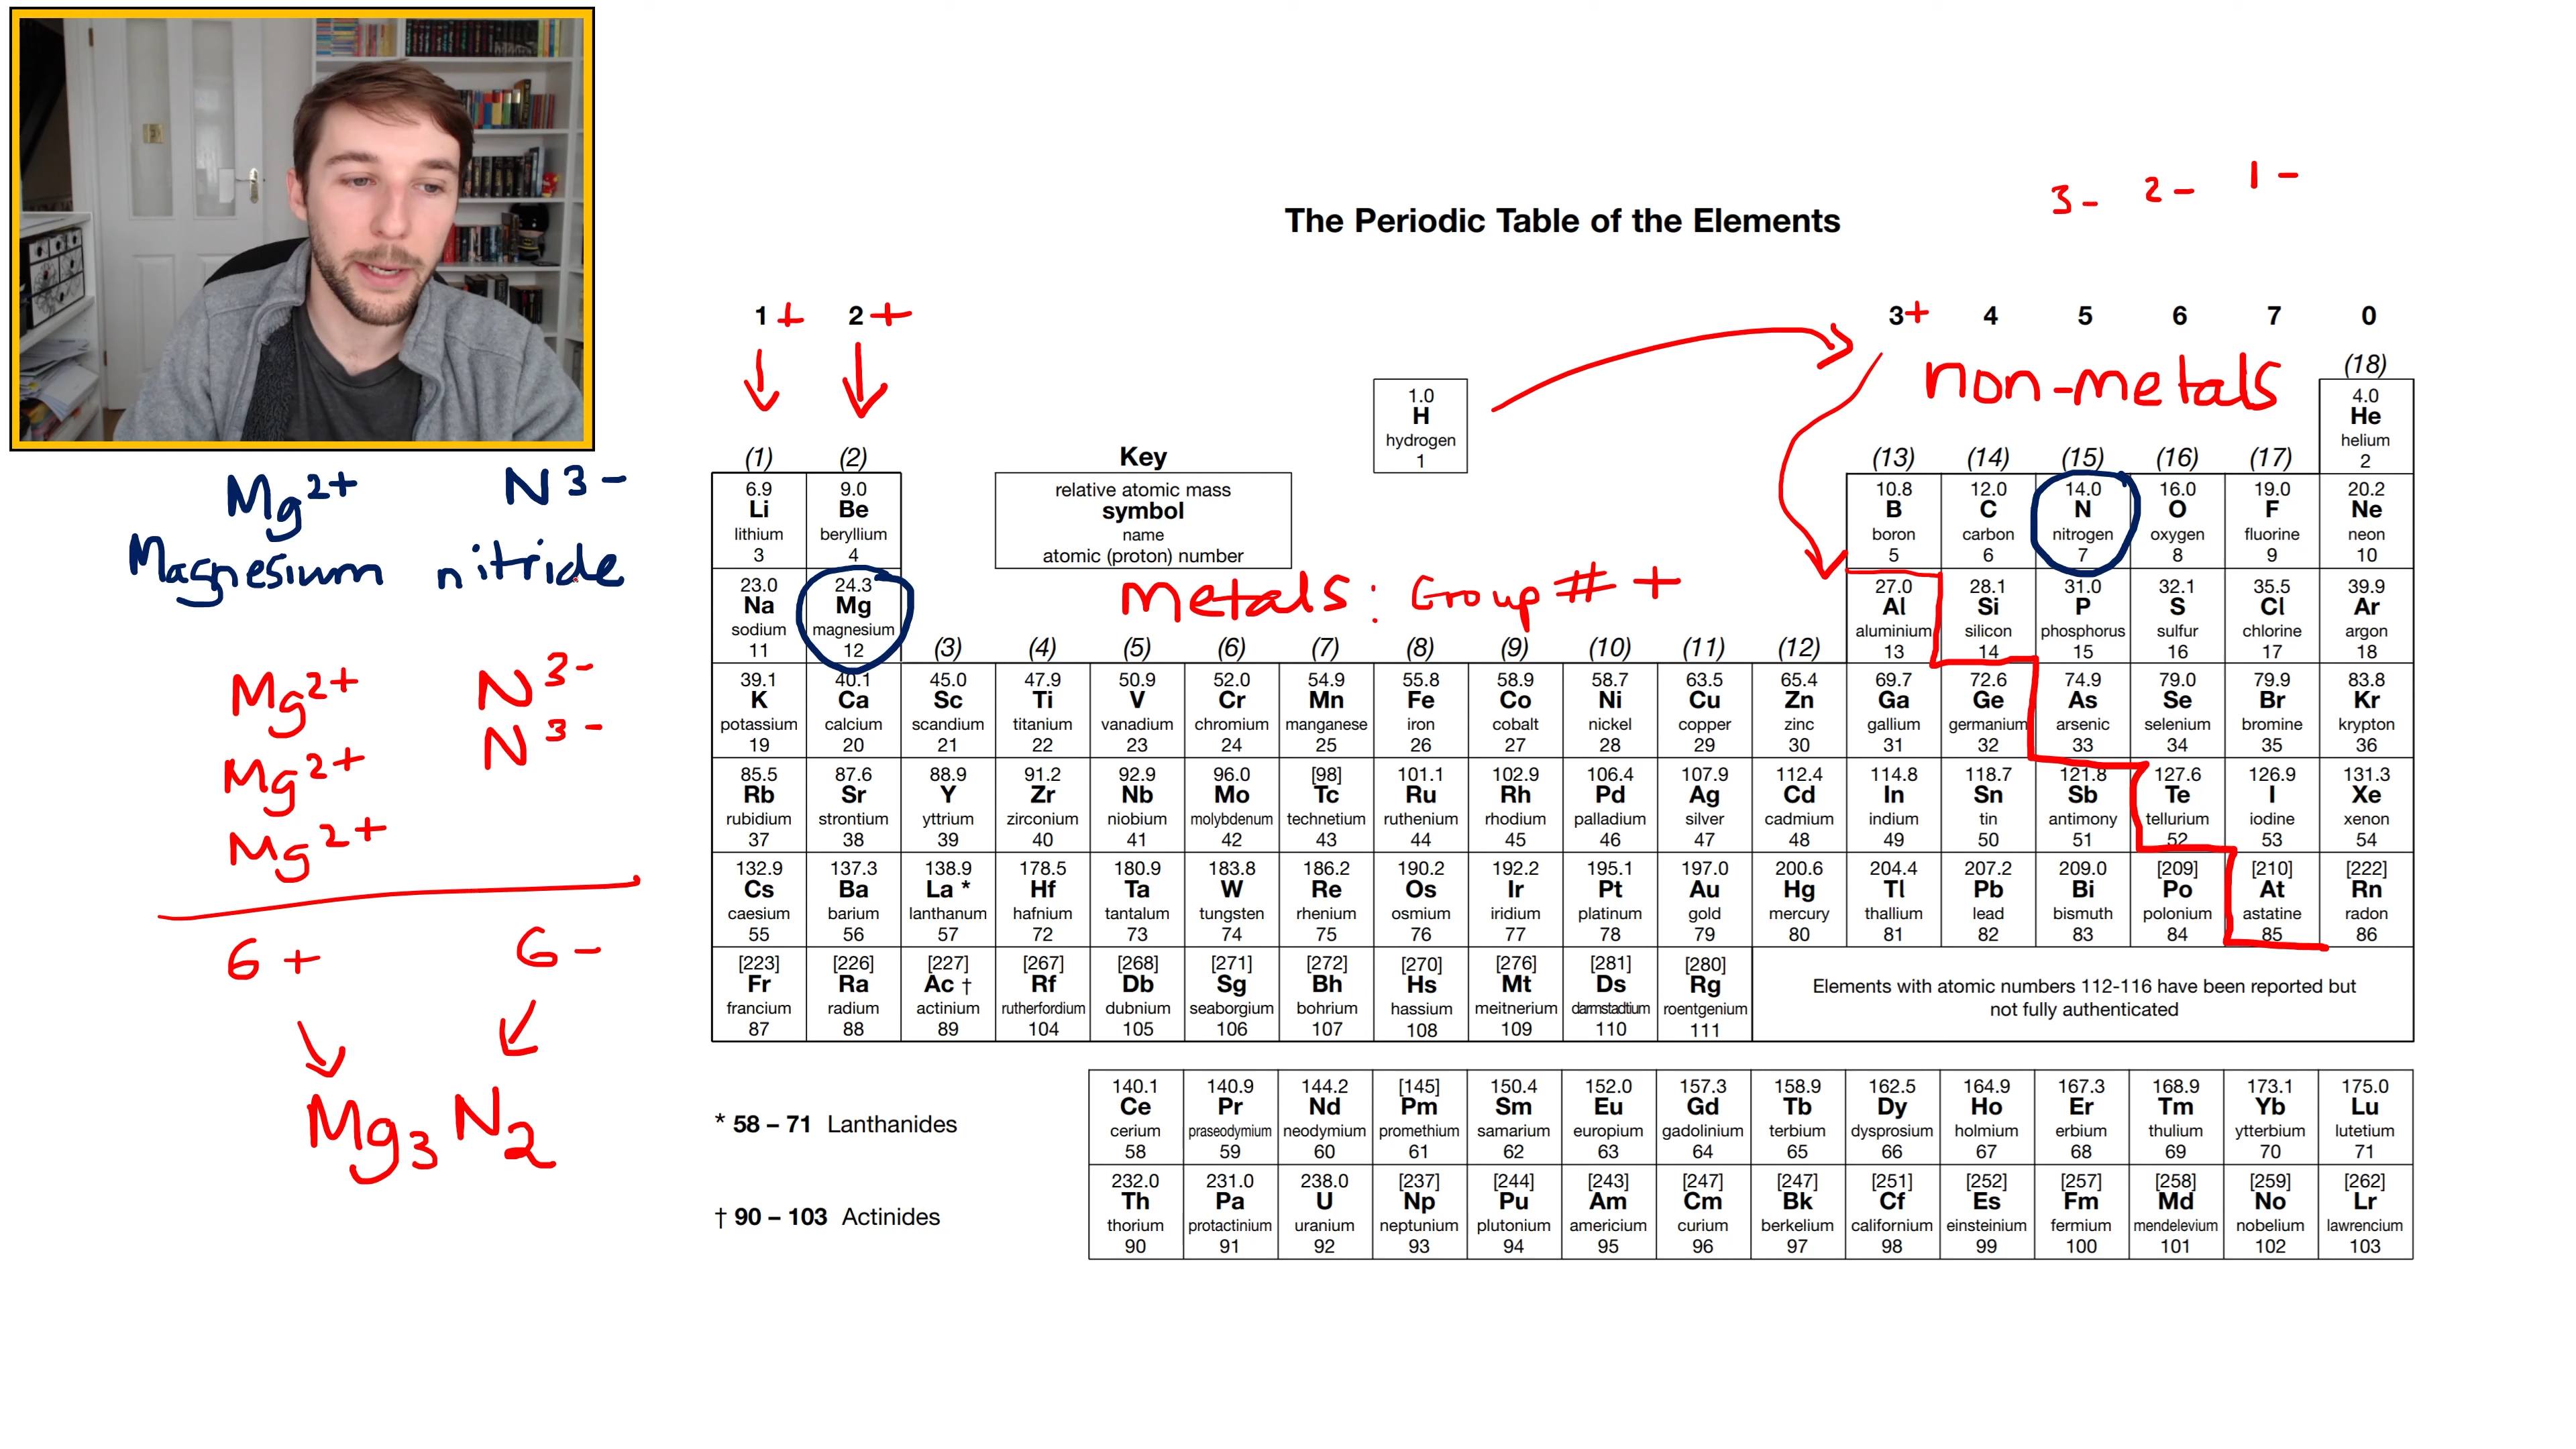 3- 2- 1-
The Periodic Table of the Elements
1+ 2+ 3+ 4 5 6 7 0
non-metals
(18)
1.0 4.0
H He
hydrogen helium
1 2
(1) (2) Key (13) (14) (15) (16) (17)
Mg2+ N3-
Magnesium nitride
6.9 9.0 relative atomic mass 10.8 12.0 14.0 16.0 19.0 20.2
Li Be symbol B C N O F Ne
lithium beryllium name boron carbon nitrogen oxygen fluorine neon
3 4 atomic (proton) number 5 6 7 8 9 10
Metals: Group # +
23.0 24.3 27.0 28.1 31.0 32.1 35.5 39.9
Na Mg Al Si P S Cl Ar
sodium magnesium aluminium silicon phosphorus sulfur chlorine argon
11 12 13 14 15 16 17 18
(3) (4) (5) (6) (7) (8) (9) (10) (11) (12)
39.1 40.1 45.0 47.9 50.9 52.0 54.9 55.8 58.9 58.7 63.5 65.4 69.7 72.6 74.9 79.0 79.9 83.8
K Ca Sc Ti V Cr Mn Fe Co Ni Cu Zn Ga Ge As Se Br Kr
potassium calcium scandium titanium vanadium chromium manganese iron cobalt nickel copper zinc gallium germanium arsenic selenium bromine krypton
19 20 21 22 23 24 25 26 27 28 29 30 31 32 33 34 35 36
85.5 87.6 88.9 91.2 92.9 96.0 [98] 101.1 102.9 106.4 107.9 112.4 114.8 118.7 121.8 127.6 126.9 131.3
Rb Sr Y Zr Nb Mo Tc Ru Rh Pd Ag Cd In Sn Sb Te I Xe
rubidium strontium yttrium zirconium niobium molybdenum technetium ruthenium rhodium palladium silver cadmium indium tin antimony tellurium iodine xenon
37 38 39 40 41 42 43 44 45 46 47 48 49 50 51 52 53 54
132.9 137.3 138.9 178.5 180.9 183.8 186.2 190.2 192.2 195.1 197.0 200.6 204.4 207.2 209.0 [209] [210] [222]
Cs Ba La * Hf Ta W Re Os Ir Pt Au Hg Tl Pb Bi Po At Rn
caesium barium lanthanum hafnium tantalum tungsten rhenium osmium iridium platinum gold mercury thallium lead bismuth polonium astatine radon
55 56 57 72 73 74 75 76 77 78 79 80 81 82 83 84 85 86
[223] [226] [227] [267] [268] [271] [272] [270] [276] [281] [280]
Fr Ra Ac † Rf Db Sg Bh Hs Mt Ds Rg
francium radium actinium rutherfordium dubnium seaborgium bohrium hassium meitnerium darmstadtium roentgenium
87 88 89 104 105 106 107 108 109 110 111
Elements with atomic numbers 112-116 have been reported but
not fully authenticated
Mg2+ N3-
Mg2+ N3-
Mg2+
6+ 6-
Mg3N2
* 58 – 71 Lanthanides
140.1 140.9 144.2 [145] 150.4 152.0 157.3 158.9 162.5 164.9 167.3 168.9 173.1 175.0
Ce Pr Nd Pm Sm Eu Gd Tb Dy Ho Er Tm Yb Lu
cerium praseodymium neodymium promethium samarium europium gadolinium terbium dysprosium holmium erbium thulium ytterbium lutetium
58 59 60 61 62 63 64 65 66 67 68 69 70 71
† 90 – 103 Actinides
232.0 231.0 238.0 [237] [244] [243] [247] [247] [251] [252] [257] [258] [259] [262]
Th Pa U Np Pu Am Cm Bk Cf Es Fm Md No Lr
thorium protactinium uranium neptunium plutonium americium curium berkelium californium einsteinium fermium mendelevium nobelium lawrencium
90 91 92 93 94 95 96 97 98 99 100 101 102 103